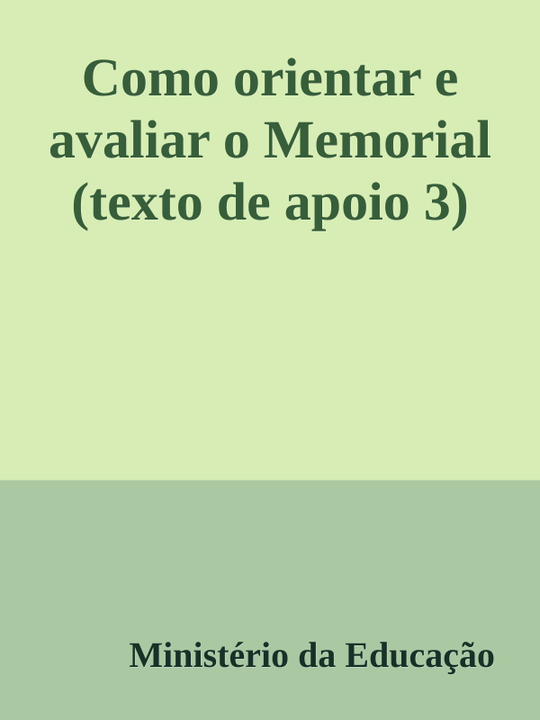 Como orientar e
avaliar o Memorial
(texto de apoio 3)
Ministério da Educação